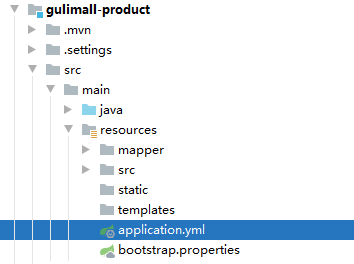 gulimall-product
.mvn
.settings
src
main
java
resources
mapper
src
static
templates
application.yml
bootstrap.properties